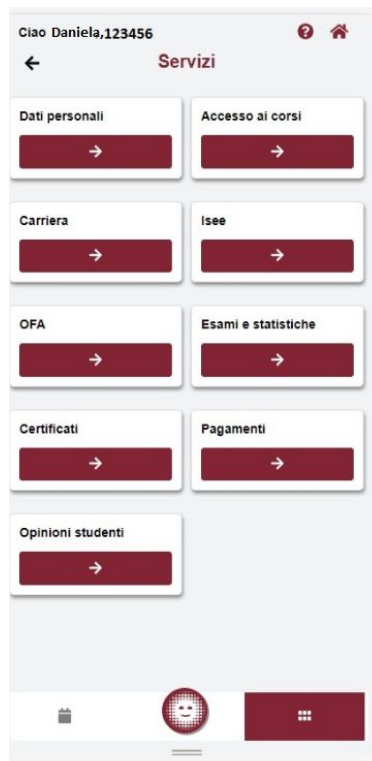 Ciao Daniela,123456
Servizi
Dati personali
Accesso ai corsi
Carriera
Isee
OFA
Esami e statistiche
Certificati
Pagamenti
Opinioni studenti